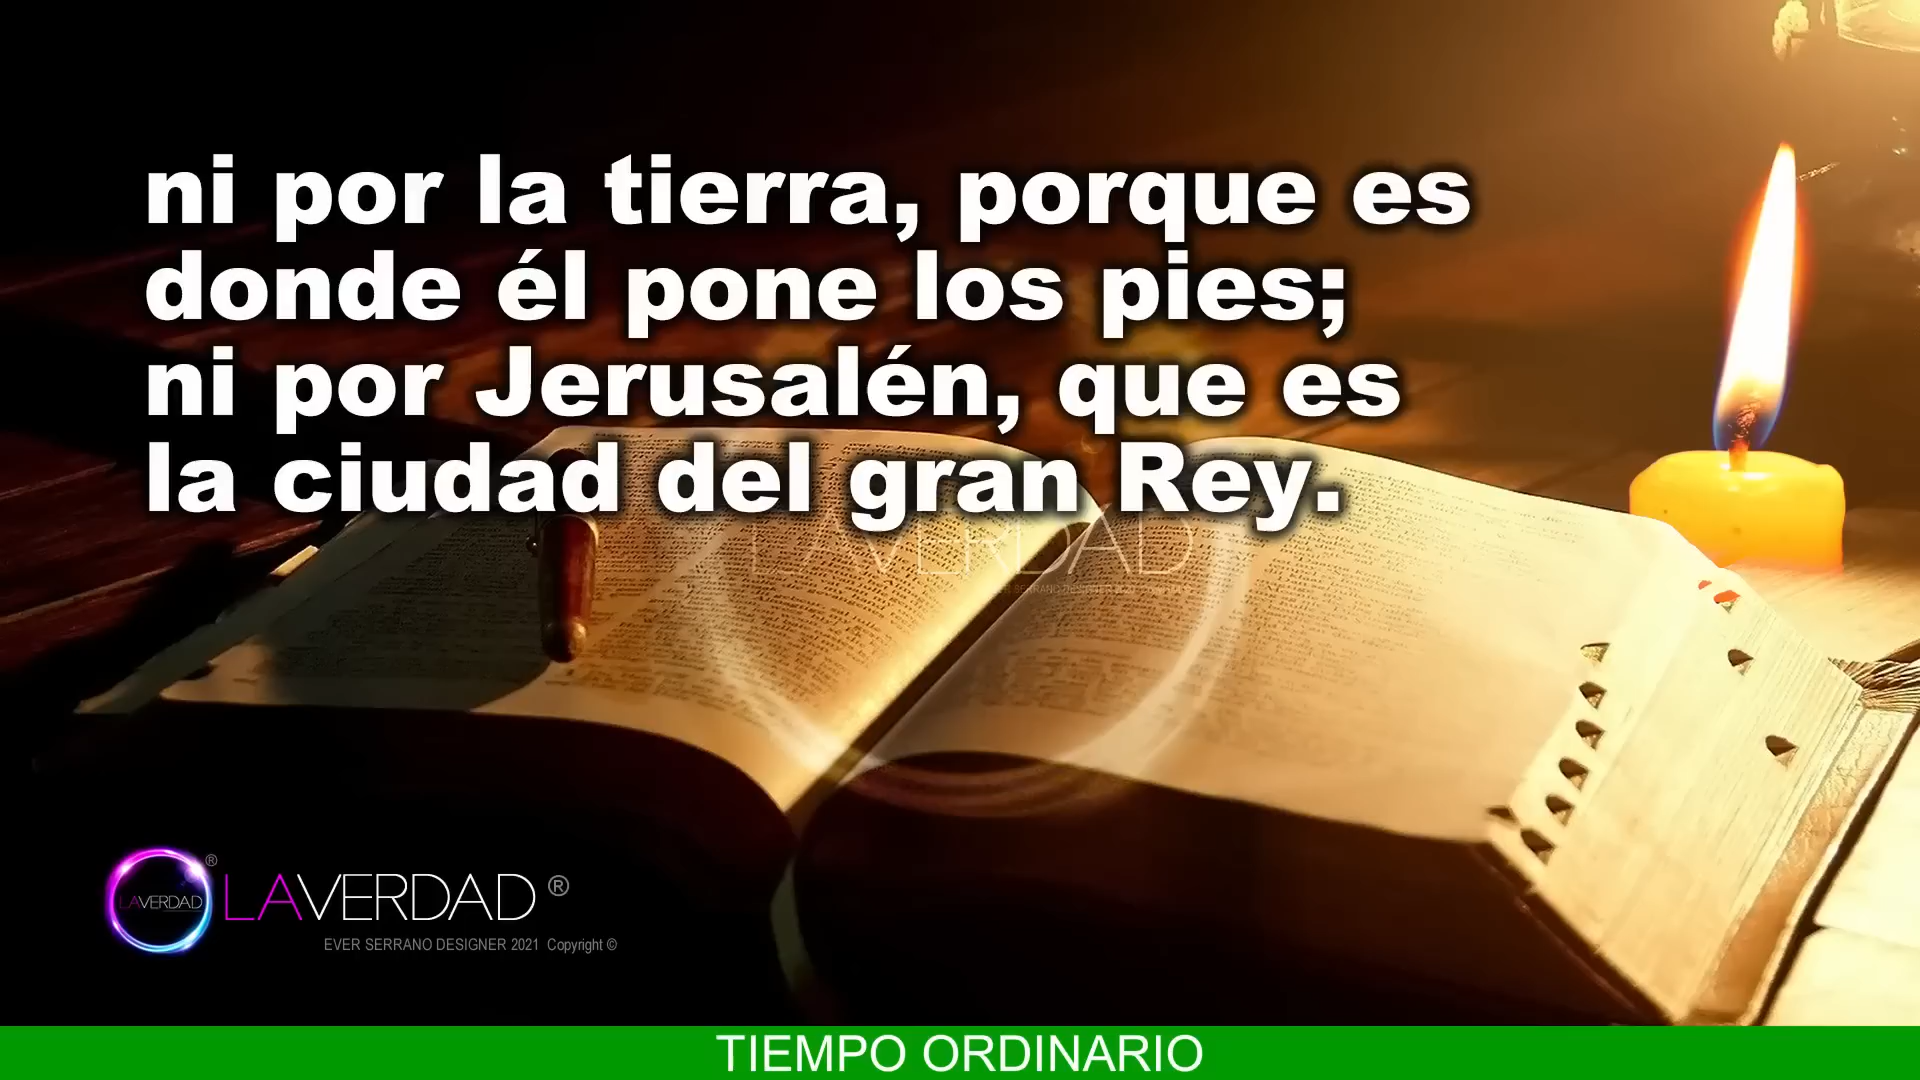 ni por la tierra, porque es
donde él pone los pies;
ni por Jerusalén, que es
la ciudad del gran Rey.
LAVERDAD
LAVERDAD ®
LAVERDAD ®
EVER SERRANO DESIGNER 2021 Copyright ©
TIEMPO ORDINARIO